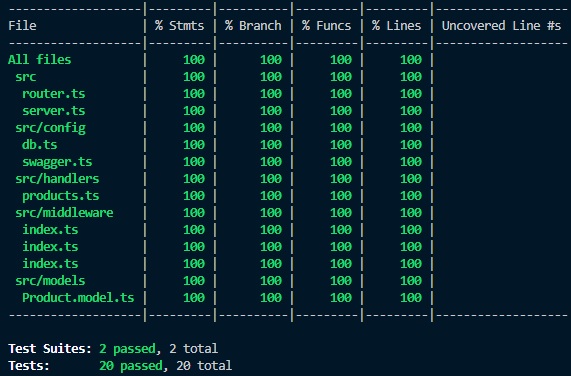 -------------------|---------|----------|---------|---------|-------------------
File               | % Stmts | % Branch | % Funcs | % Lines | Uncovered Line #s
-------------------|---------|----------|---------|---------|-------------------
All files          |     100 |      100 |     100 |     100 |
 src               |     100 |      100 |     100 |     100 |
  router.ts        |     100 |      100 |     100 |     100 |
  server.ts        |     100 |      100 |     100 |     100 |
 src/config        |     100 |      100 |     100 |     100 |
  db.ts            |     100 |      100 |     100 |     100 |
  swagger.ts       |     100 |      100 |     100 |     100 |
 src/handlers      |     100 |      100 |     100 |     100 |
  products.ts      |     100 |      100 |     100 |     100 |
 src/middleware    |     100 |      100 |     100 |     100 |
  index.ts         |     100 |      100 |     100 |     100 |
  index.ts         |     100 |      100 |     100 |     100 |
  index.ts         |     100 |      100 |     100 |     100 |
 src/models        |     100 |      100 |     100 |     100 |
  Product.model.ts |     100 |      100 |     100 |     100 |
-------------------|---------|----------|---------|---------|-------------------
Test Suites: 2 passed, 2 total
Tests:       20 passed, 20 total